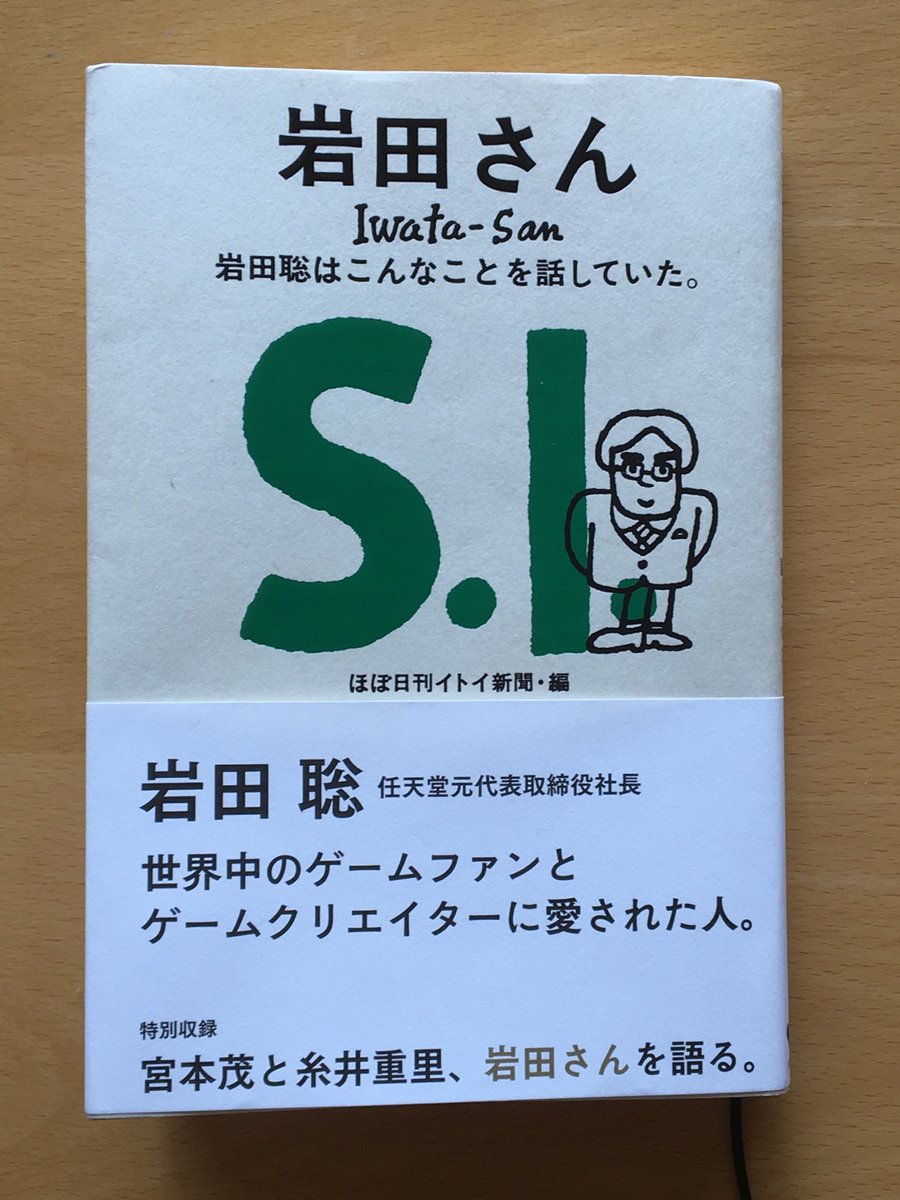 岩田さん
Iwata-San
岩田聡はこんなことを話していた。
S.I.
ほぼ日刊イトイ新聞・編
岩田 聡 任天堂元代表取締役社長
世界中のゲームファンと
ゲームクリエイターに愛された人。
特別収録
宮本茂と糸井重里、岩田さんを語る。